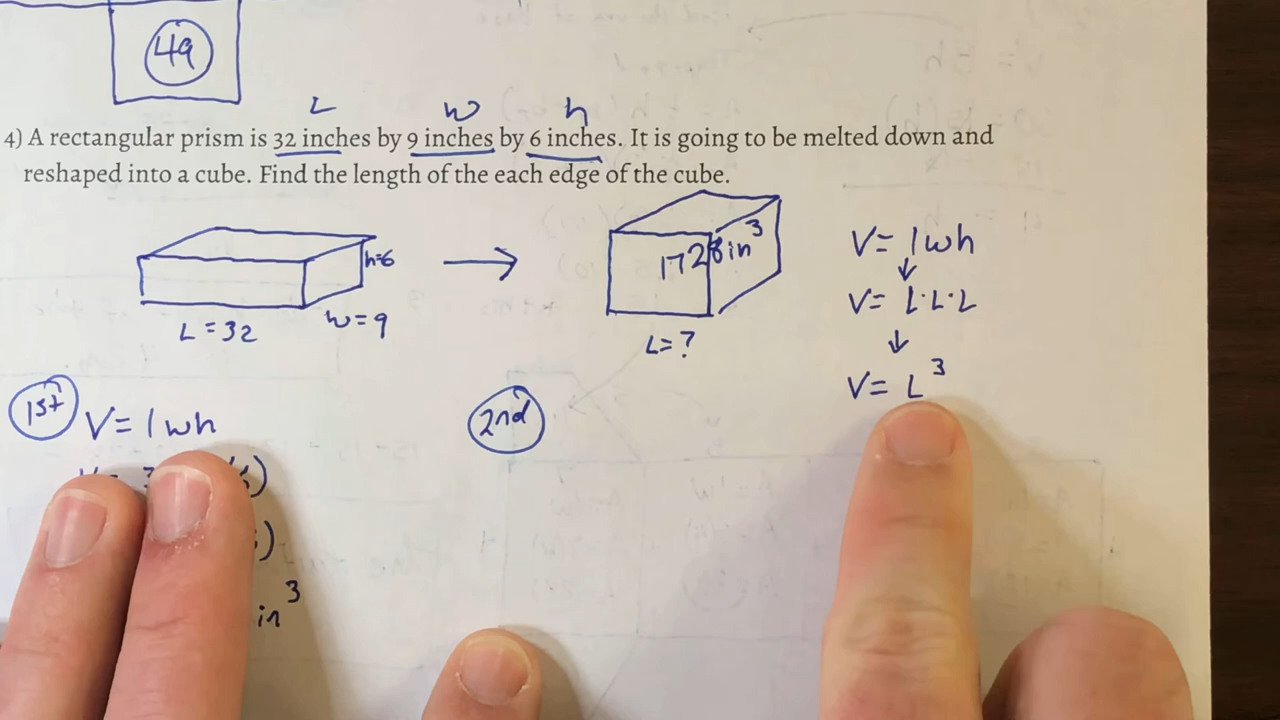 49
L w h
4) A rectangular prism is 32 inches by 9 inches by 6 inches. It is going to be melted down and
reshaped into a cube. Find the length of the each edge of the cube.
h=6
L=32
w=9
1728in³
L=?
V= lwh
V= L·L·L
V= L³
1st
V= lwh
2nd
in³